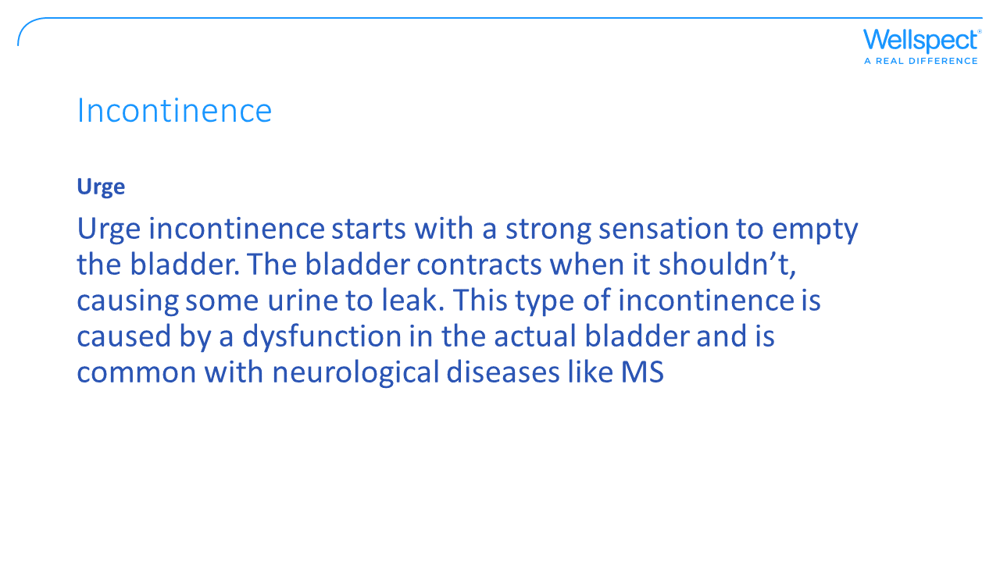 Wellspect®
A REAL DIFFERENCE
Incontinence
Urge
Urge incontinence starts with a strong sensation to empty
the bladder. The bladder contracts when it shouldn’t,
causing some urine to leak. This type of incontinence is
caused by a dysfunction in the actual bladder and is
common with neurological diseases like MS